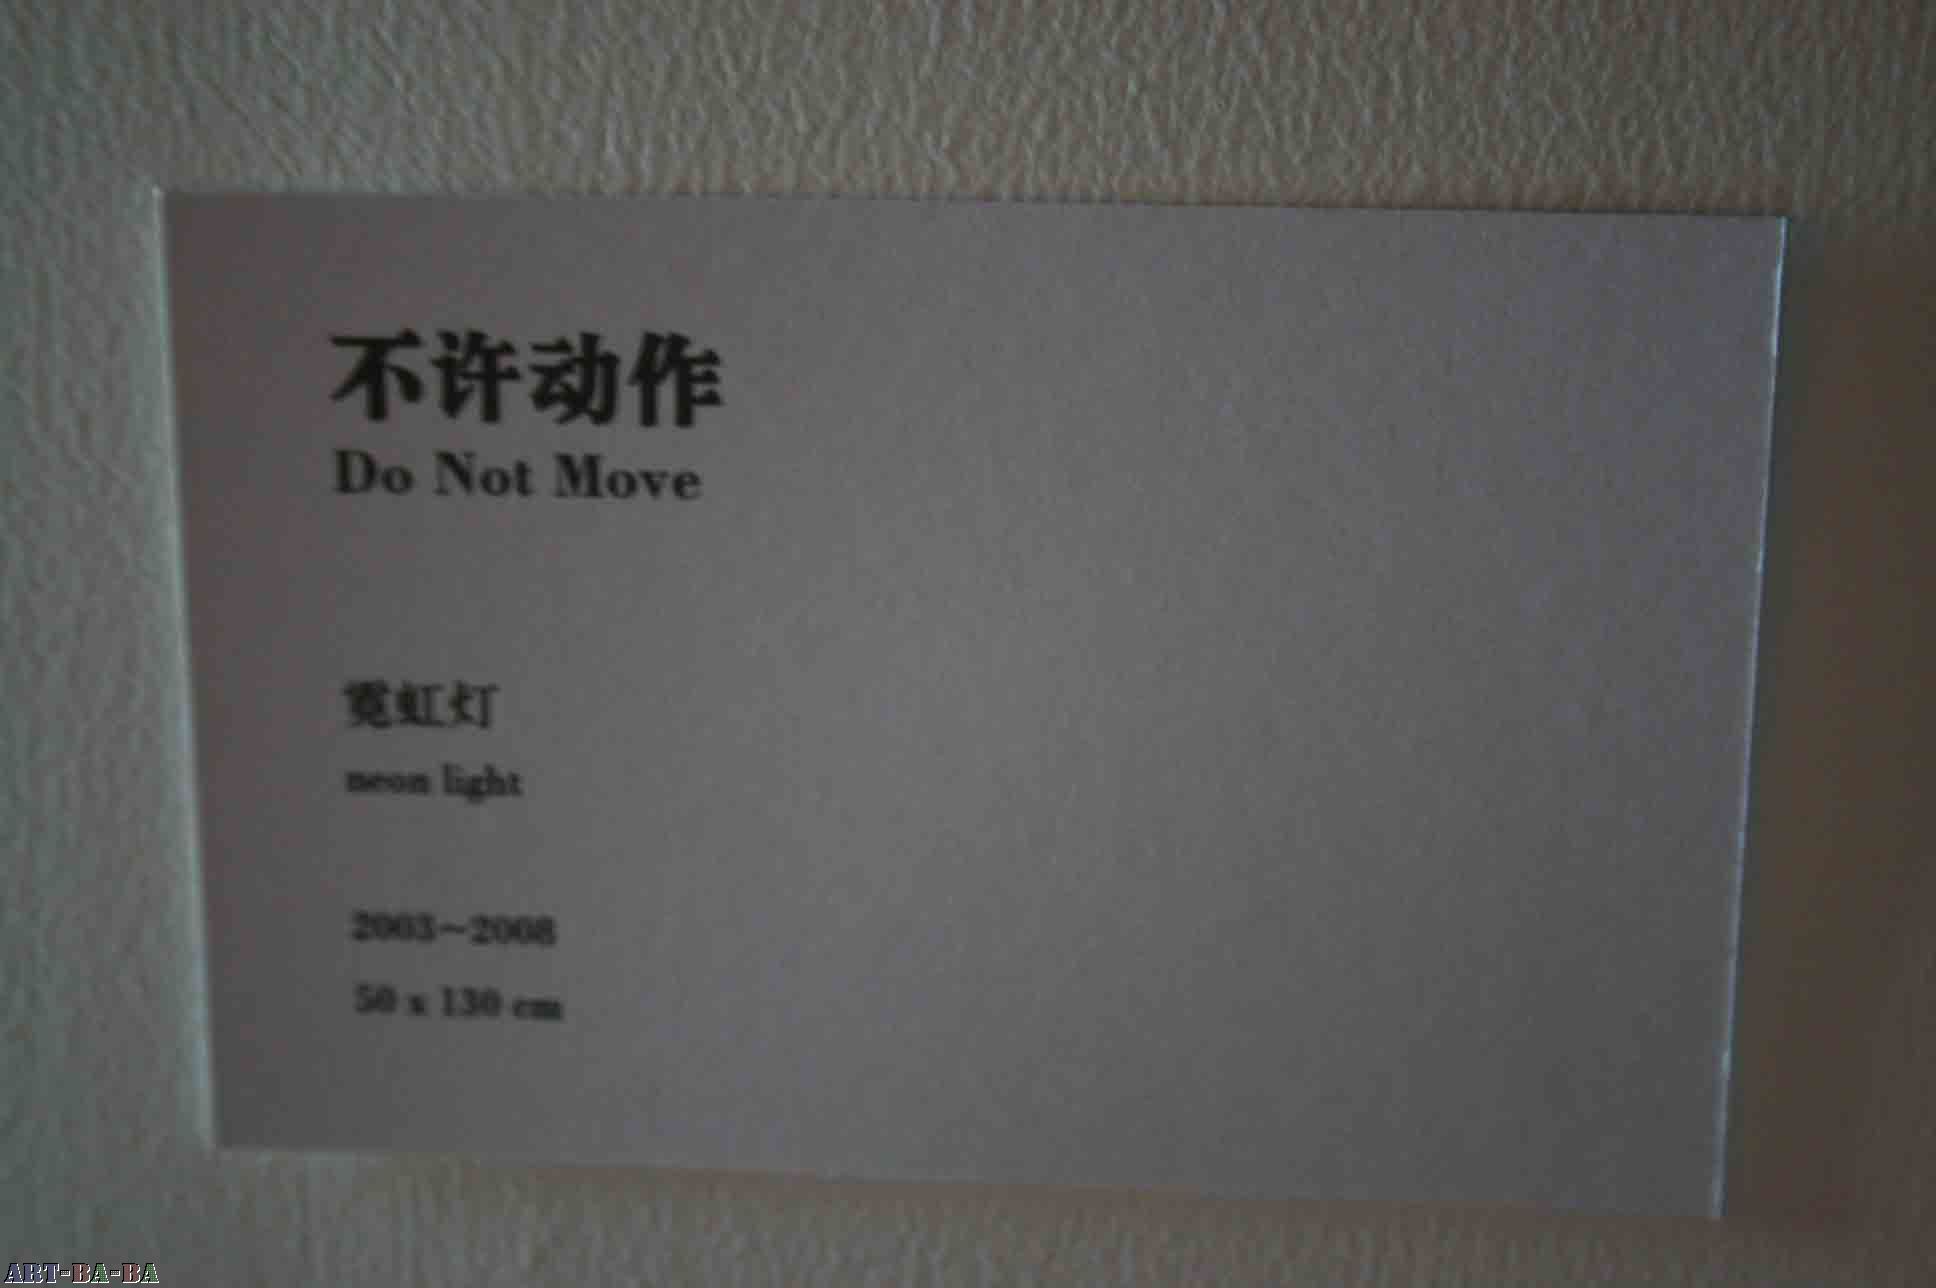 不许动作
Do Not Move
霓虹灯
neon light
2003~2008
50 x 130 cm
ART-BA-BA